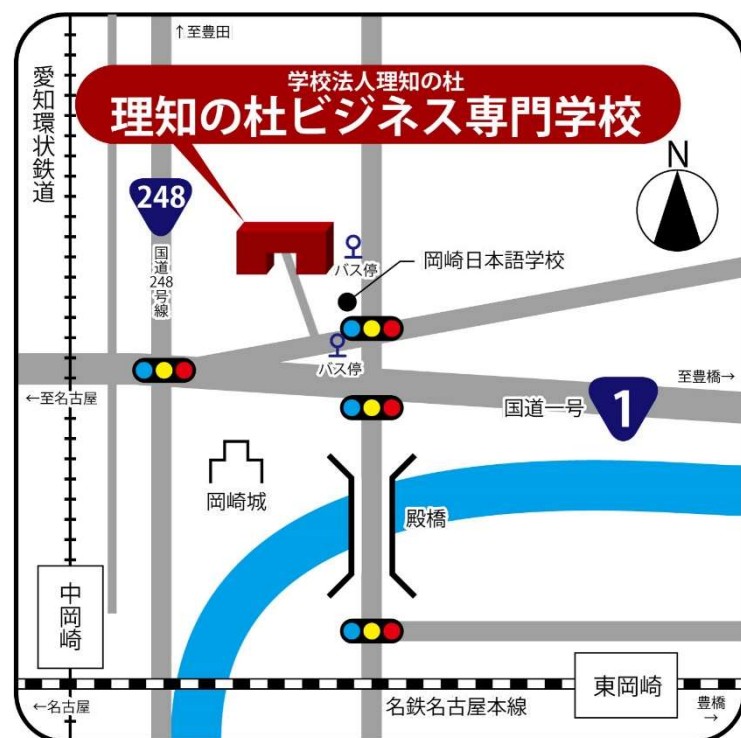 ↑至豊田
愛知環状鉄道
学校法人理知の杜
理知の杜ビジネス専門学校
N
248
国道248号線
バス停
岡崎日本語学校
バス停
←至名古屋
至豊橋→
国道一号
1
岡崎城
殿橋
中岡崎
東岡崎
←名古屋
名鉄名古屋本線
豊橋
→